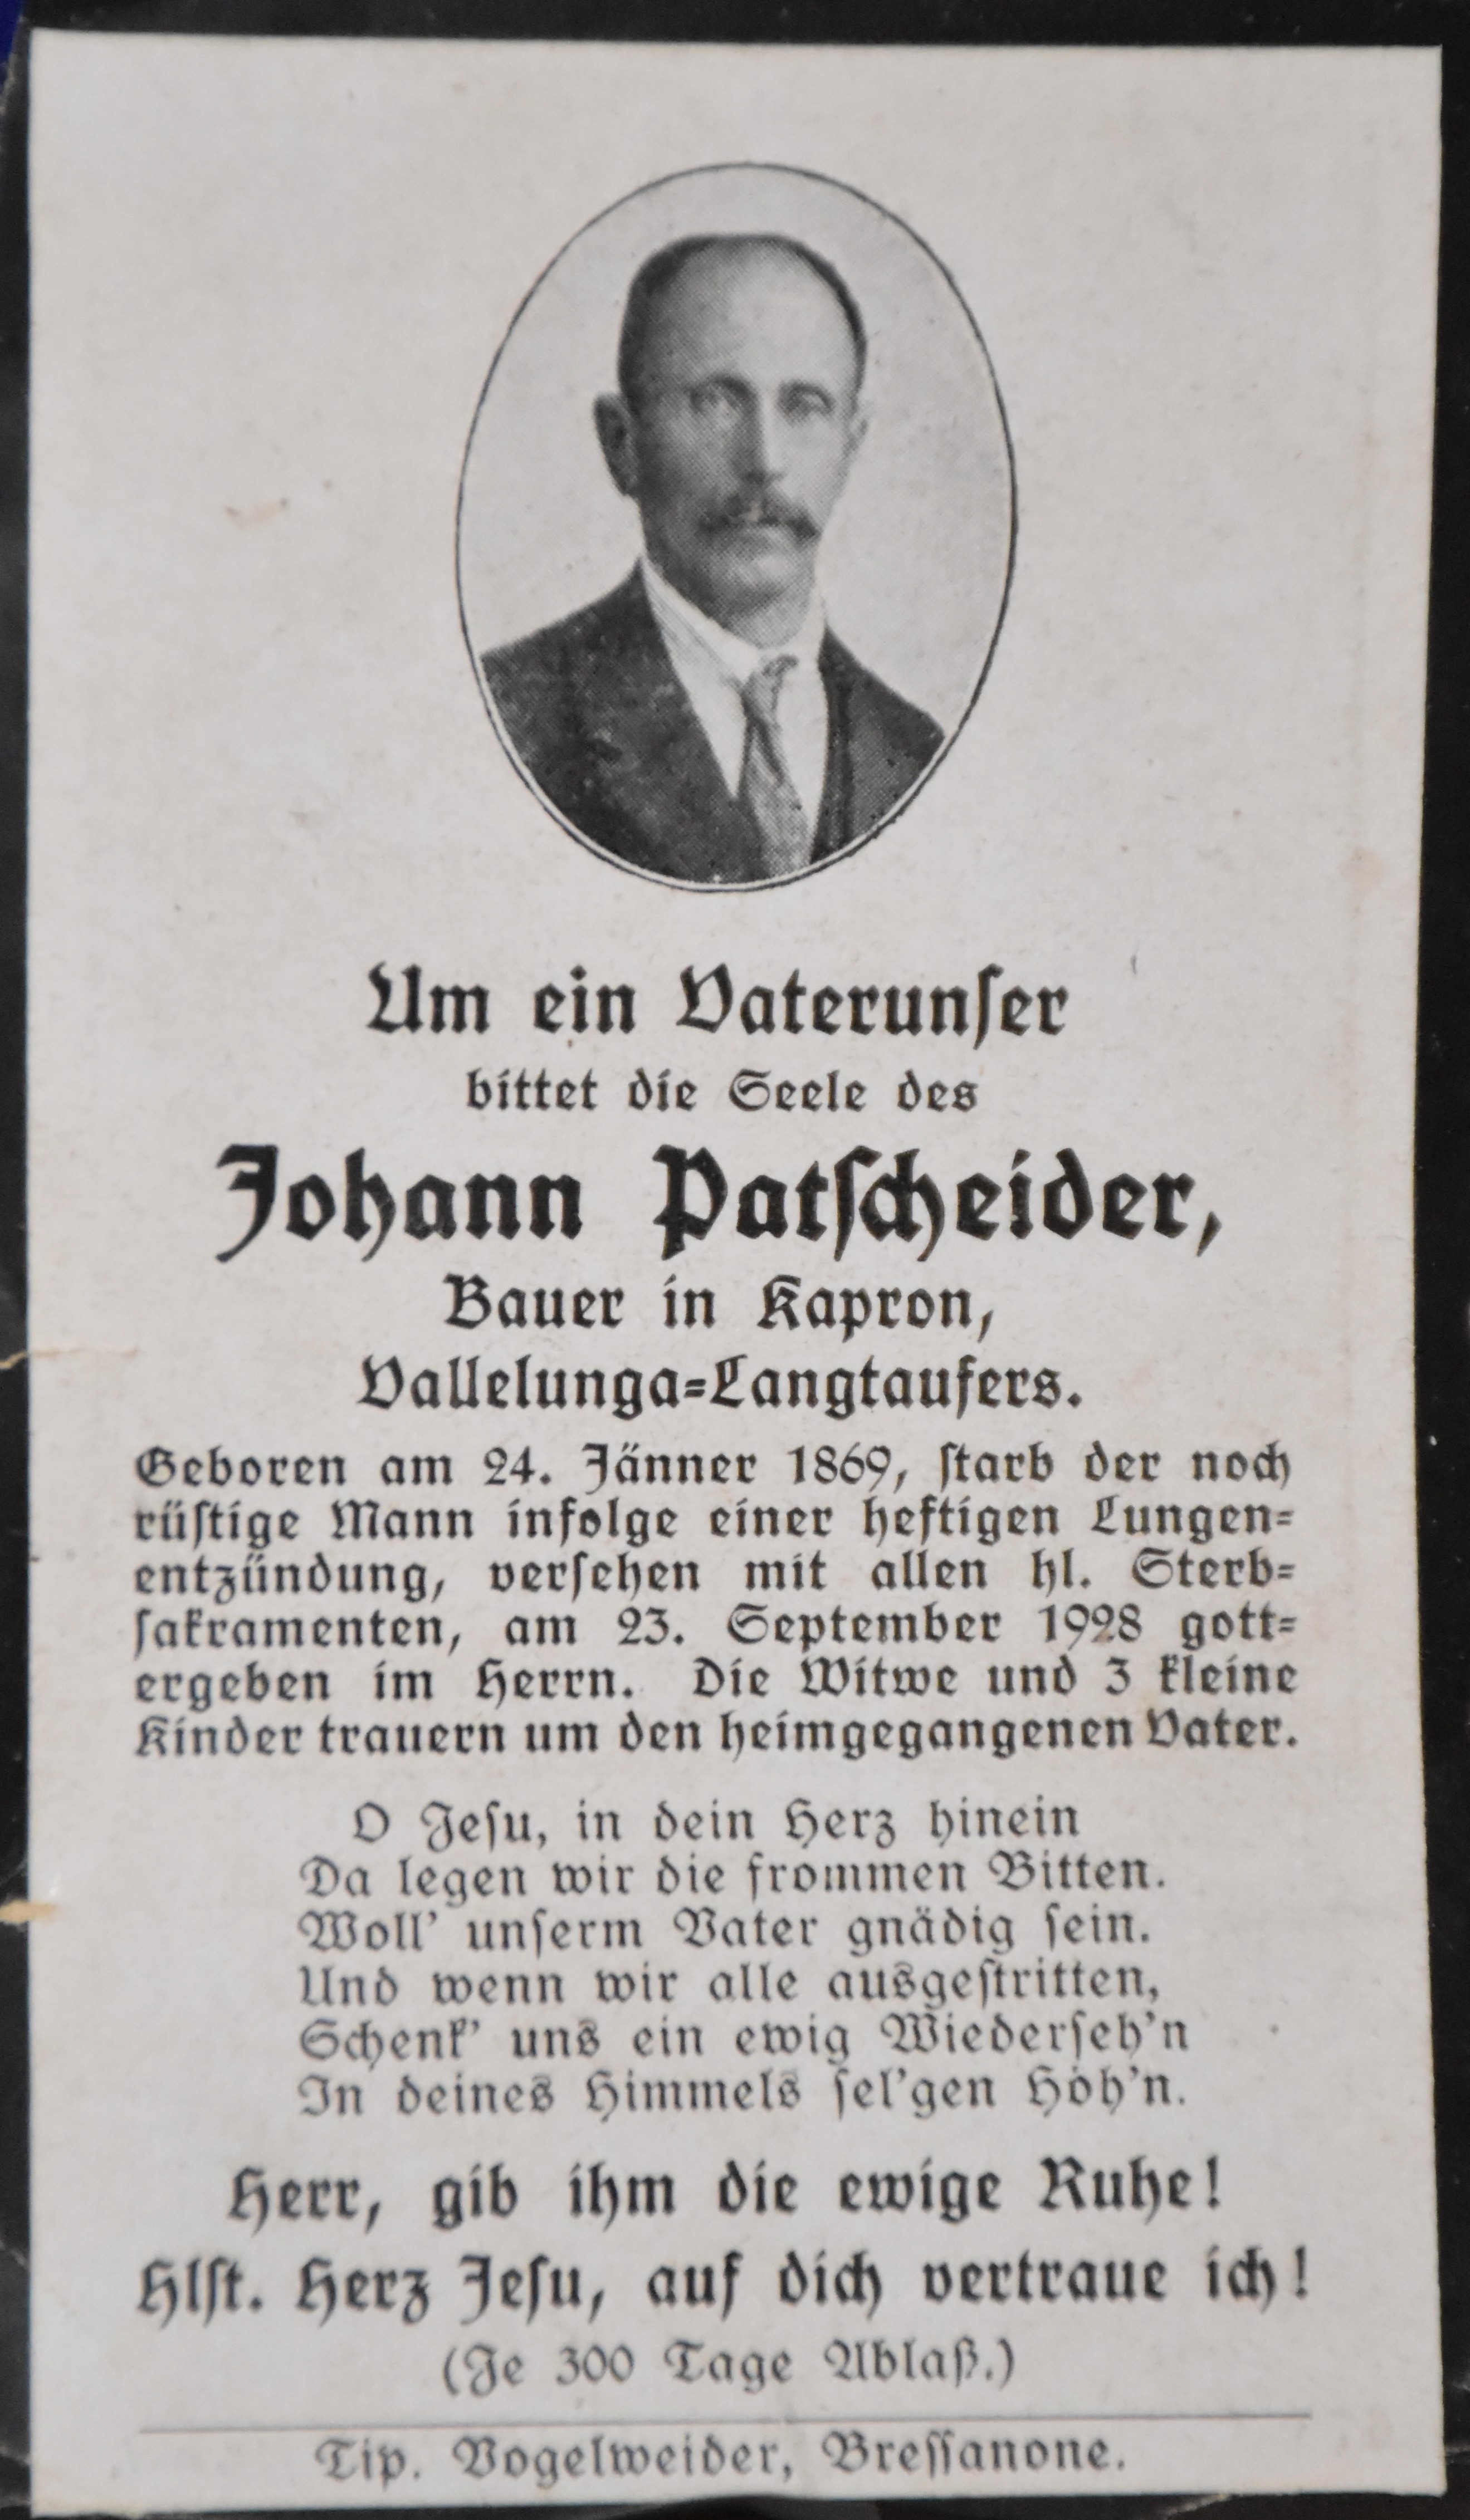 Um ein Vaterunser
bittet die Seele des
Johann Patscheider,
Bauer in Kapron,
Vallelunga-Langtaufers.
Geboren am 24. Jänner 1869, starb der noch
rüstige Mann infolge einer heftigen Lungen-
entzündung, versehen mit allen hl. Sterb-
sakramenten, am 23. September 1928 gott-
ergeben im Herrn. Die Witwe und 3 kleine
Kinder trauern um den heimgegangenen Vater.
O Jesu, in dein Herz hinein
Da legen wir die frommen Bitten.
Woll' unserm Vater gnädig sein.
Und wenn wir alle ausgestritten,
Schenk' uns ein ewig Wiederseh'n
In deines Himmels sel'gen Höh'n.
Herr, gib ihm die ewige Ruhe!
Hlst. Herz Jesu, auf dich vertraue ich!
(Je 300 Tage Ablaß.)
Tip. Vogelweider, Bressanone.